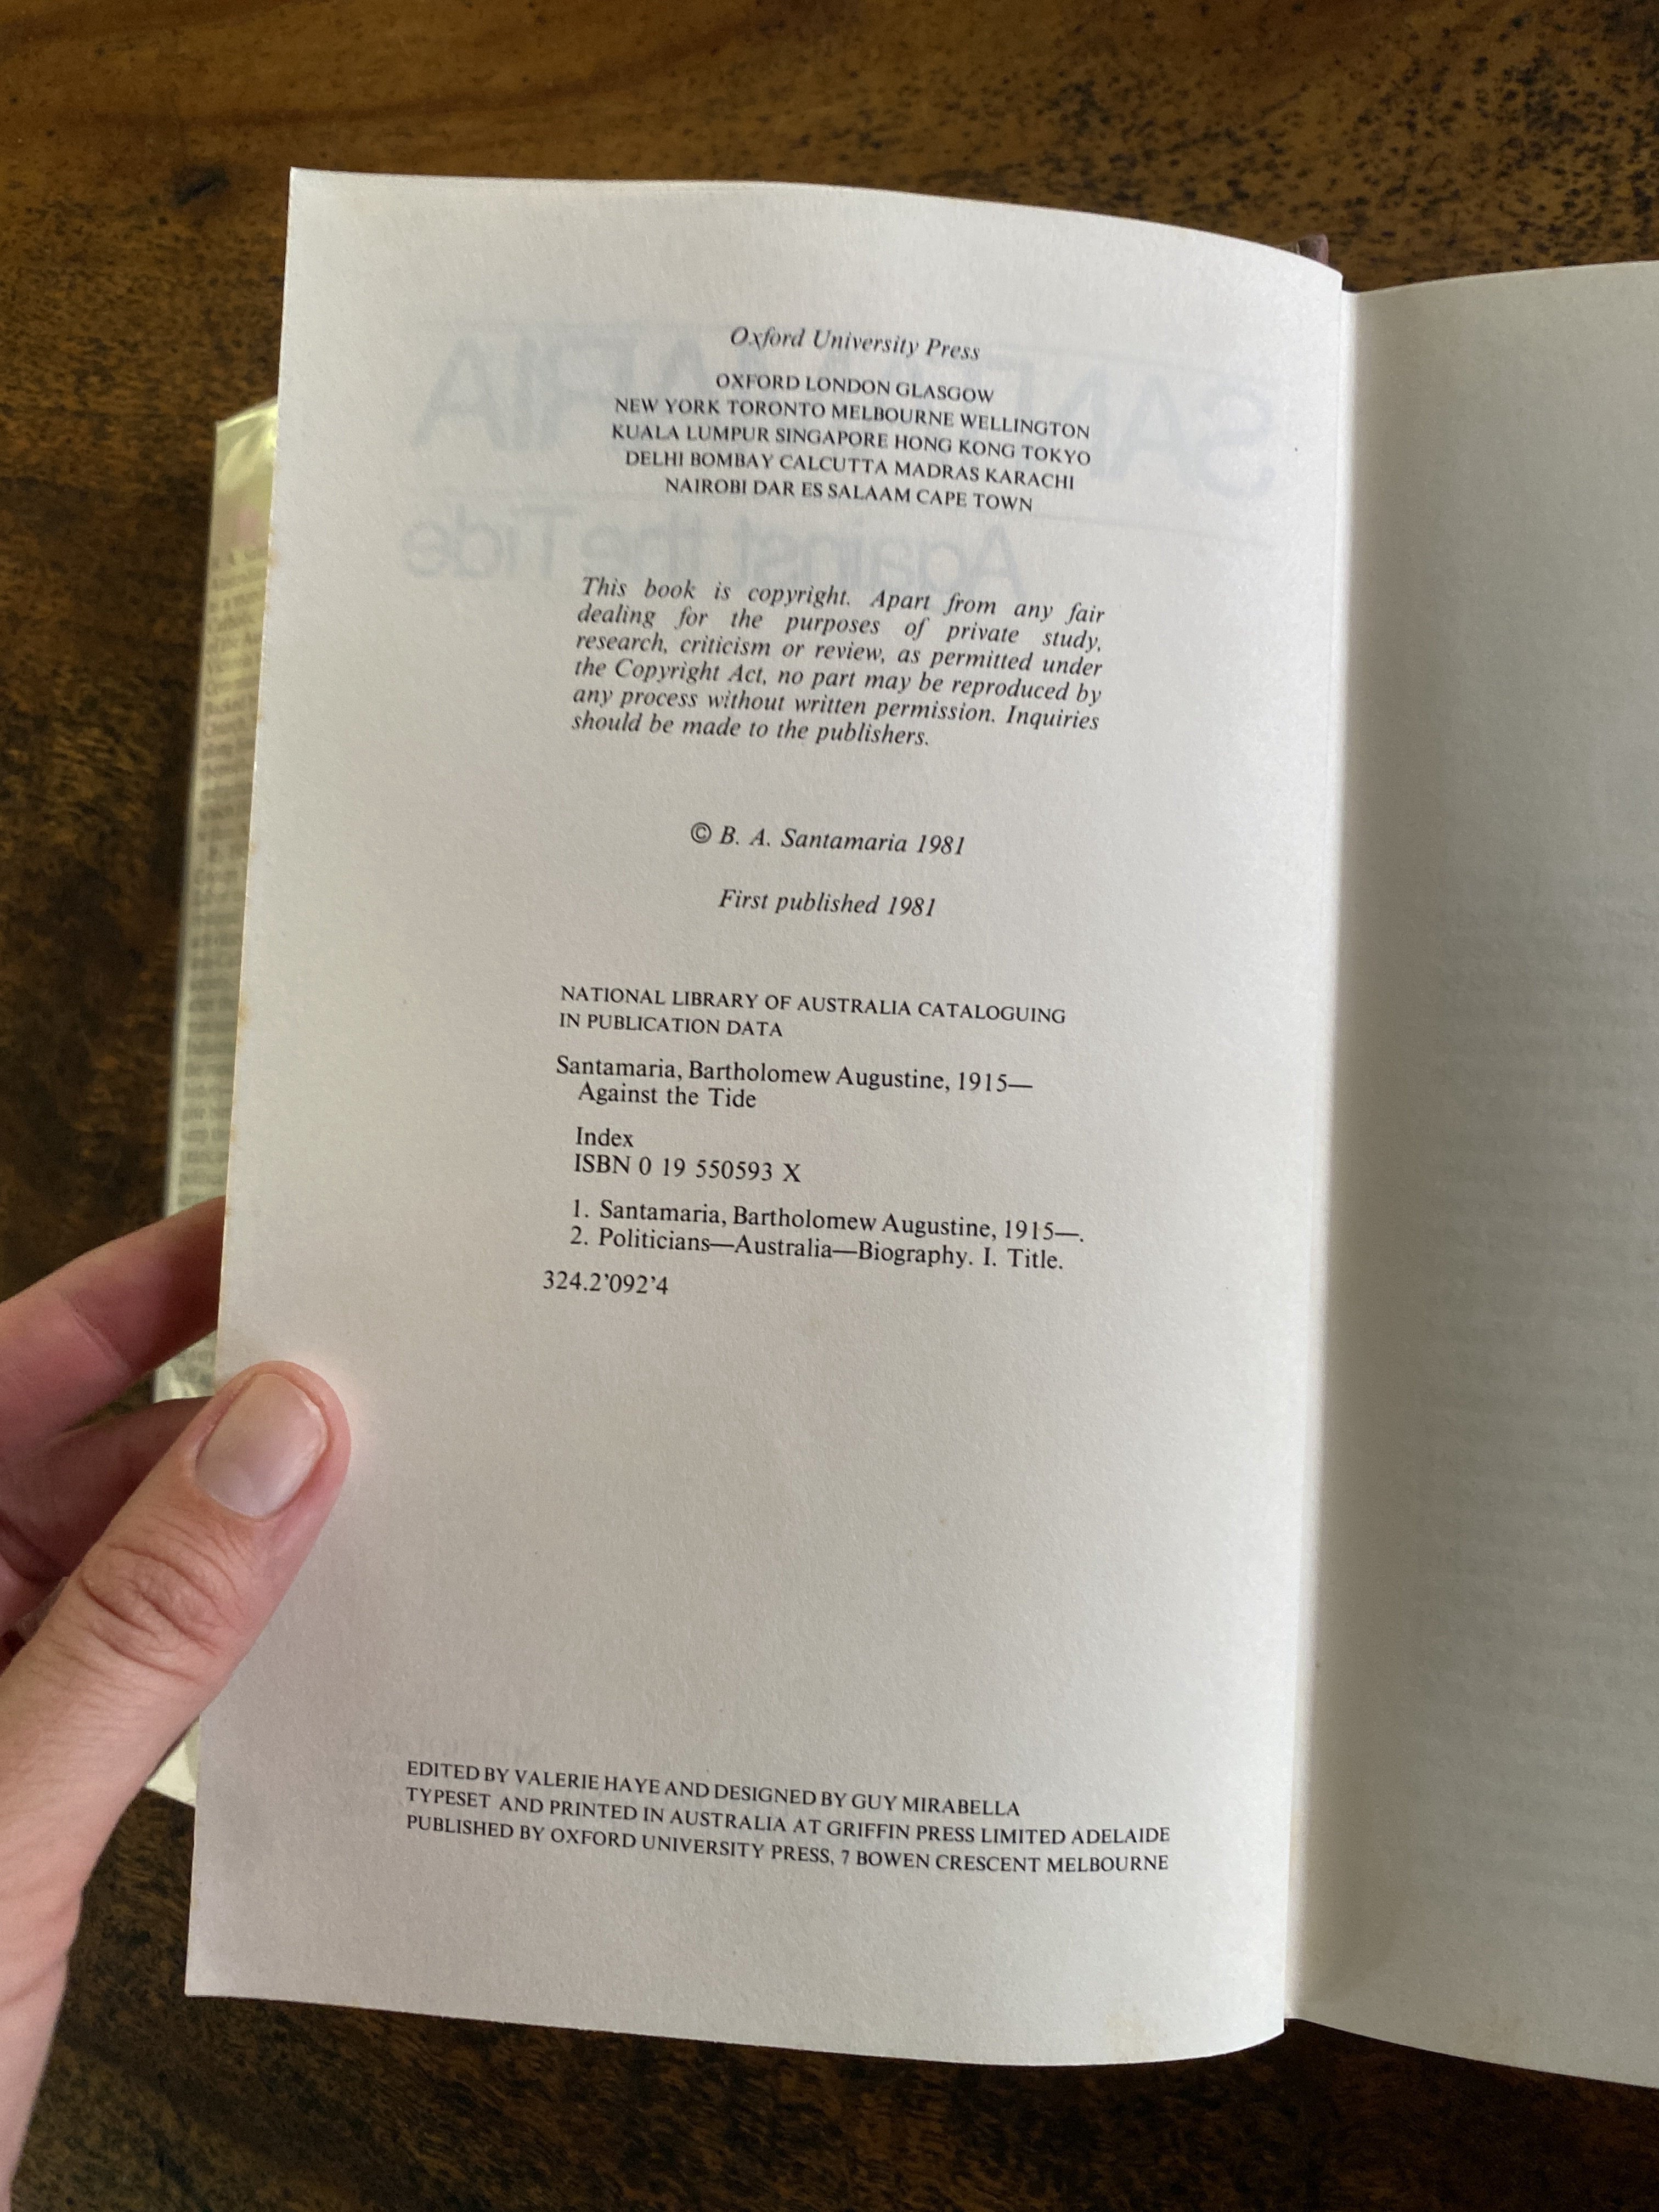 Oxford University Press
OXFORD LONDON GLASGOW
NEW YORK TORONTO MELBOURNE WELLINGTON
KUALA LUMPUR SINGAPORE HONG KONG TOKYO
DELHI BOMBAY CALCUTTA MADRAS KARACHI
NAIROBI DAR ES SALAAM CAPE TOWN
This book is copyright. Apart from any fair
dealing for the purposes of private study,
research, criticism or review, as permitted under
the Copyright Act, no part may be reproduced by
any process without written permission. Inquiries
should be made to the publishers.
© B. A. Santamaria 1981
First published 1981
NATIONAL LIBRARY OF AUSTRALIA CATALOGUING
IN PUBLICATION DATA
Santamaria, Bartholomew Augustine, 1915—
Against the Tide
Index
ISBN 0 19 550593 X
1. Santamaria, Bartholomew Augustine, 1915—.
2. Politicians—Australia—Biography. I. Title.
324.2’092’4
EDITED BY VALERIE HAYE AND DESIGNED BY GUY MIRABELLA
TYPESET AND PRINTED IN AUSTRALIA AT GRIFFIN PRESS LIMITED ADELAIDE
PUBLISHED BY OXFORD UNIVERSITY PRESS, 7 BOWEN CRESCENT MELBOURNE